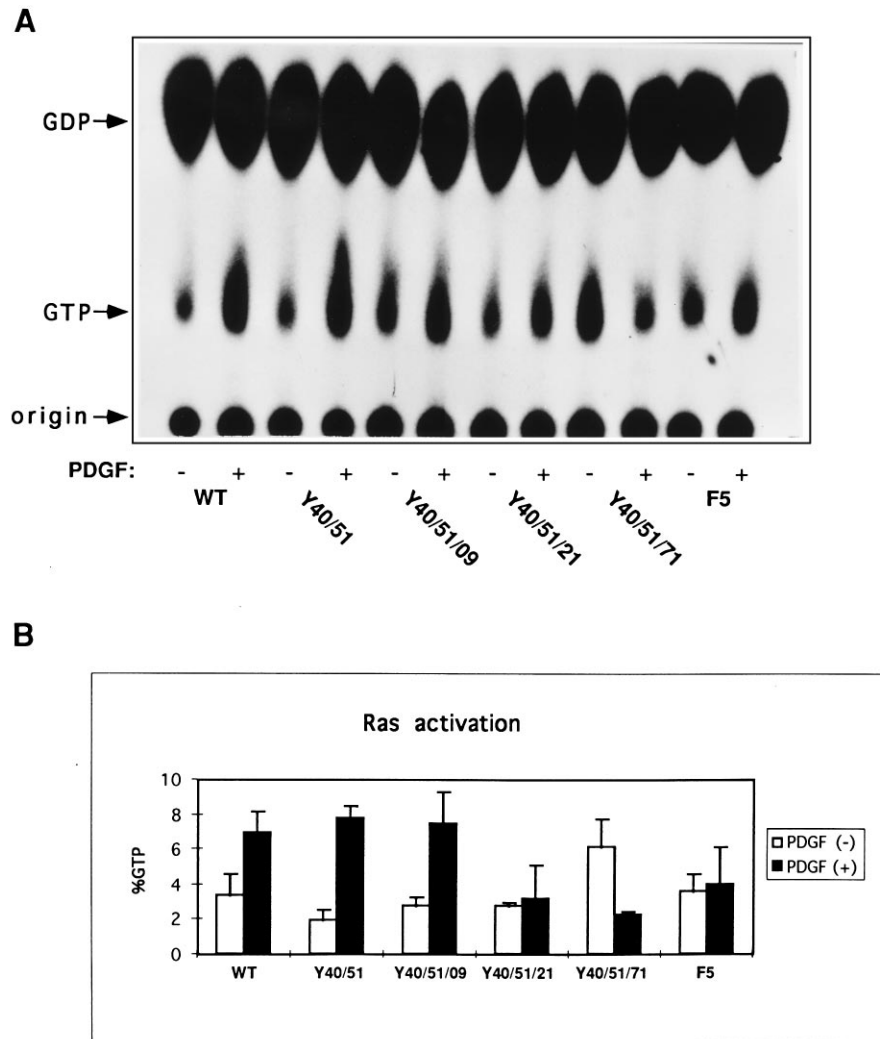 A
GDP
GTP
origin
PDGF: - + - + - + - + - + - +
WT Y40/51 Y40/51/09 Y40/51/21 Y40/51/71 F5
B
Ras activation
10
8
6
4
2
0
%GTP
PDGF (-)
PDGF (+)
WT Y40/51 Y40/51/09 Y40/51/21 Y40/51/71 F5